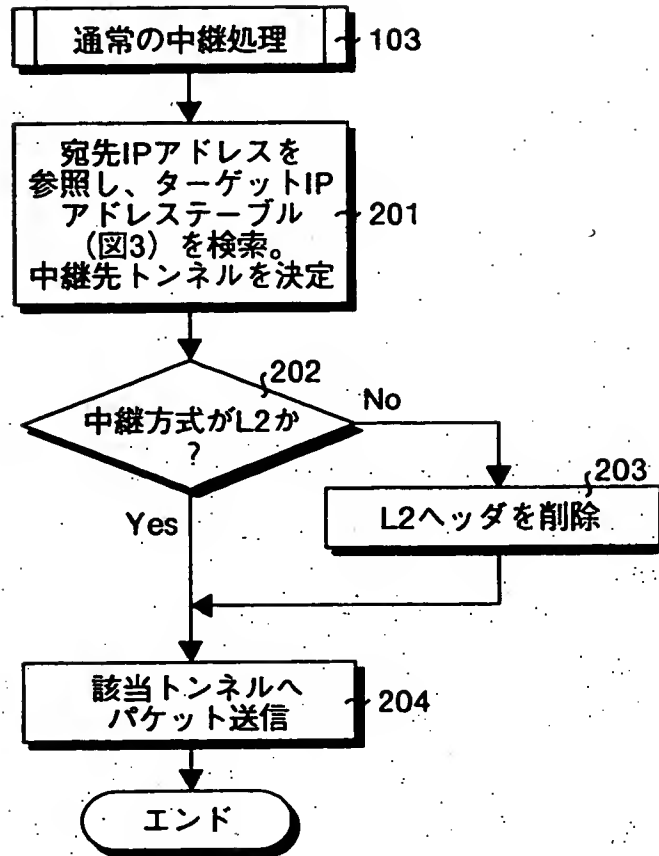 通常の中継処理
103
宛先IPアドレスを
参照し、ターゲットIP
アドレステーブル
（図3）を検索。
中継先トンネルを決定
201
202
中継方式がL2か
?
No
Yes
203
L2ヘッダを削除
該当トンネルへ
パケット送信
204
エンド